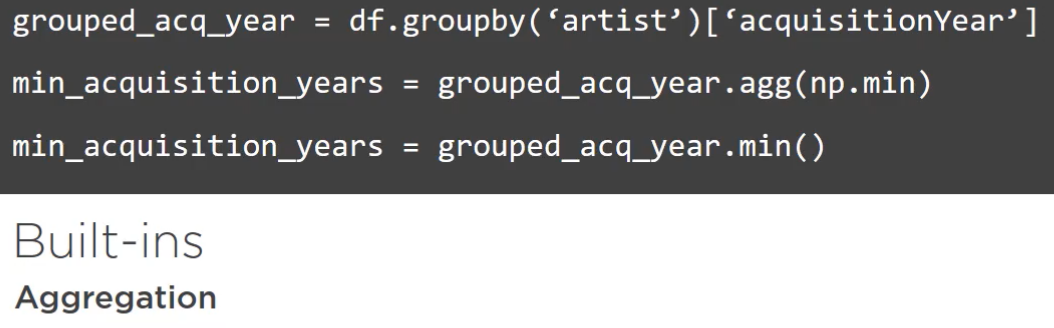 grouped_acq_year = df.groupby(‘artist’)[‘acquisitionYear’]
min_acquisition_years = grouped_acq_year.agg(np.min)
min_acquisition_years = grouped_acq_year.min()
Built-ins
Aggregation